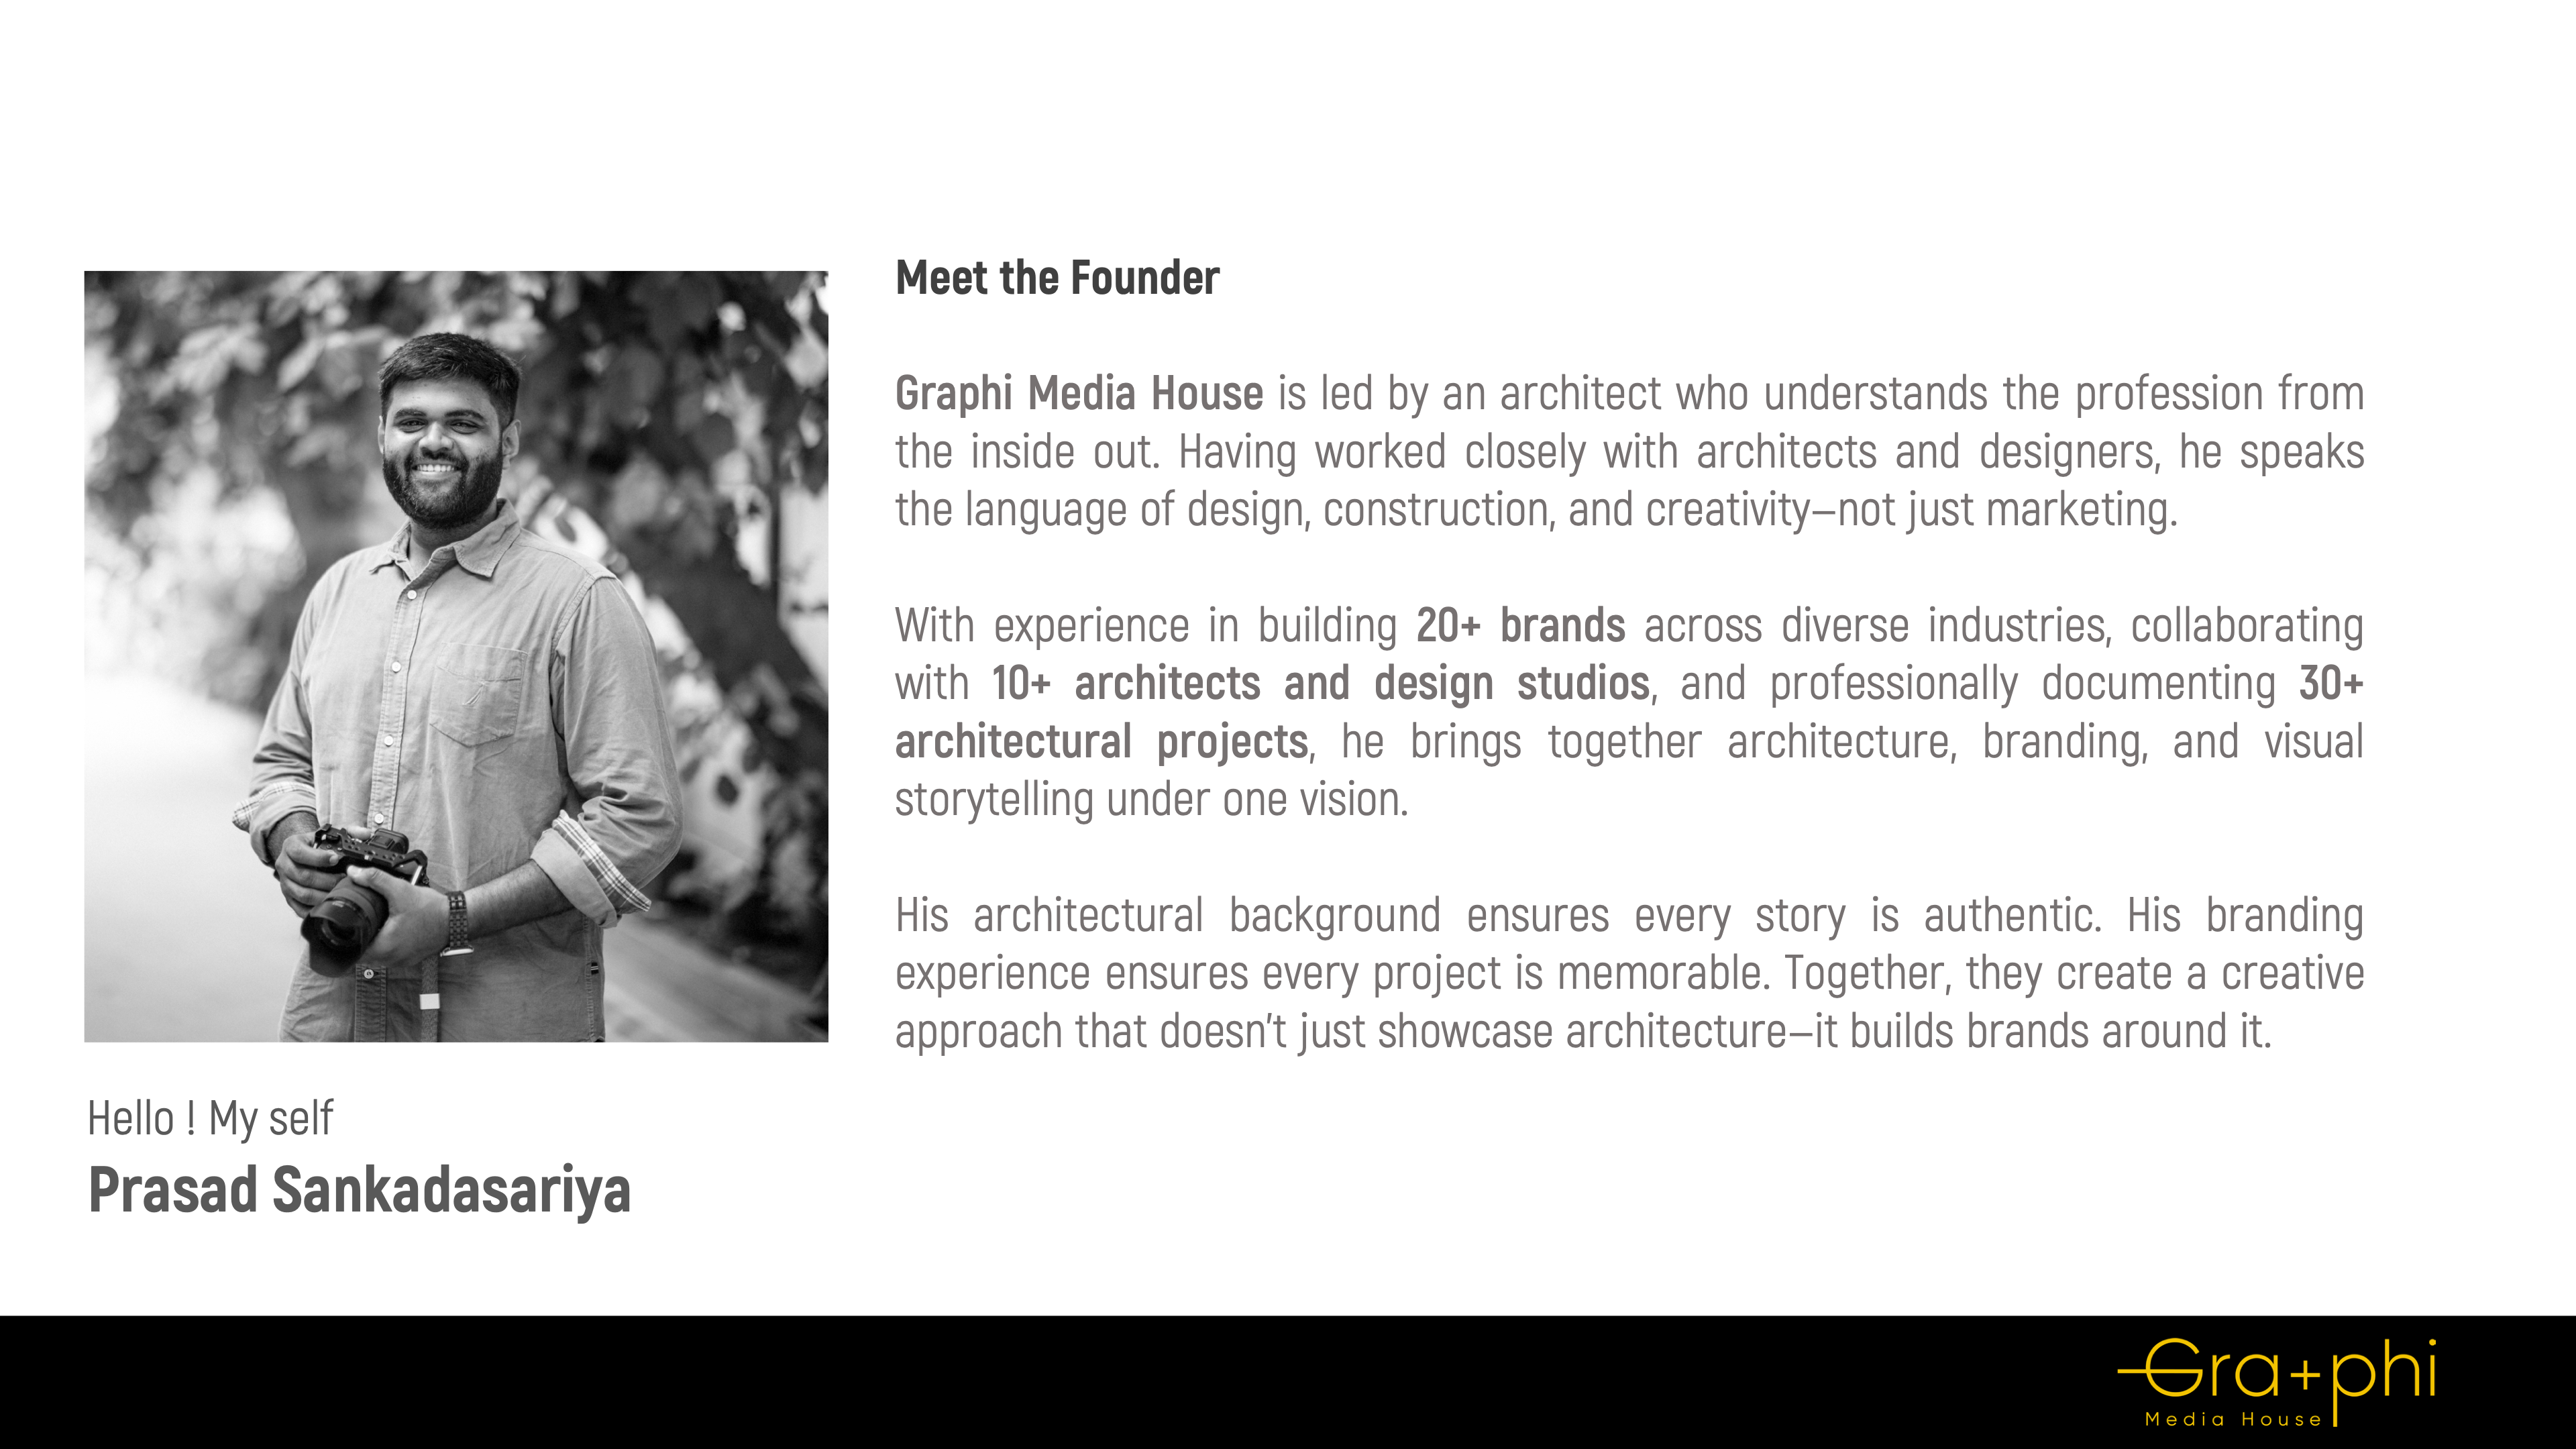 Meet the Founder
Graphi Media House is led by an architect who understands the profession from
the inside out. Having worked closely with architects and designers, he speaks
the language of design, construction, and creativity—not just marketing.
With experience in building 20+ brands across diverse industries, collaborating
with 10+ architects and design studios, and professionally documenting 30+
architectural projects, he brings together architecture, branding, and visual
storytelling under one vision.
His architectural background ensures every story is authentic. His branding
experience ensures every project is memorable. Together, they create a creative
approach that doesn't just showcase architecture—it builds brands around it.
Hello ! My self
Prasad Sankadasariya
Gra+phi
Media House